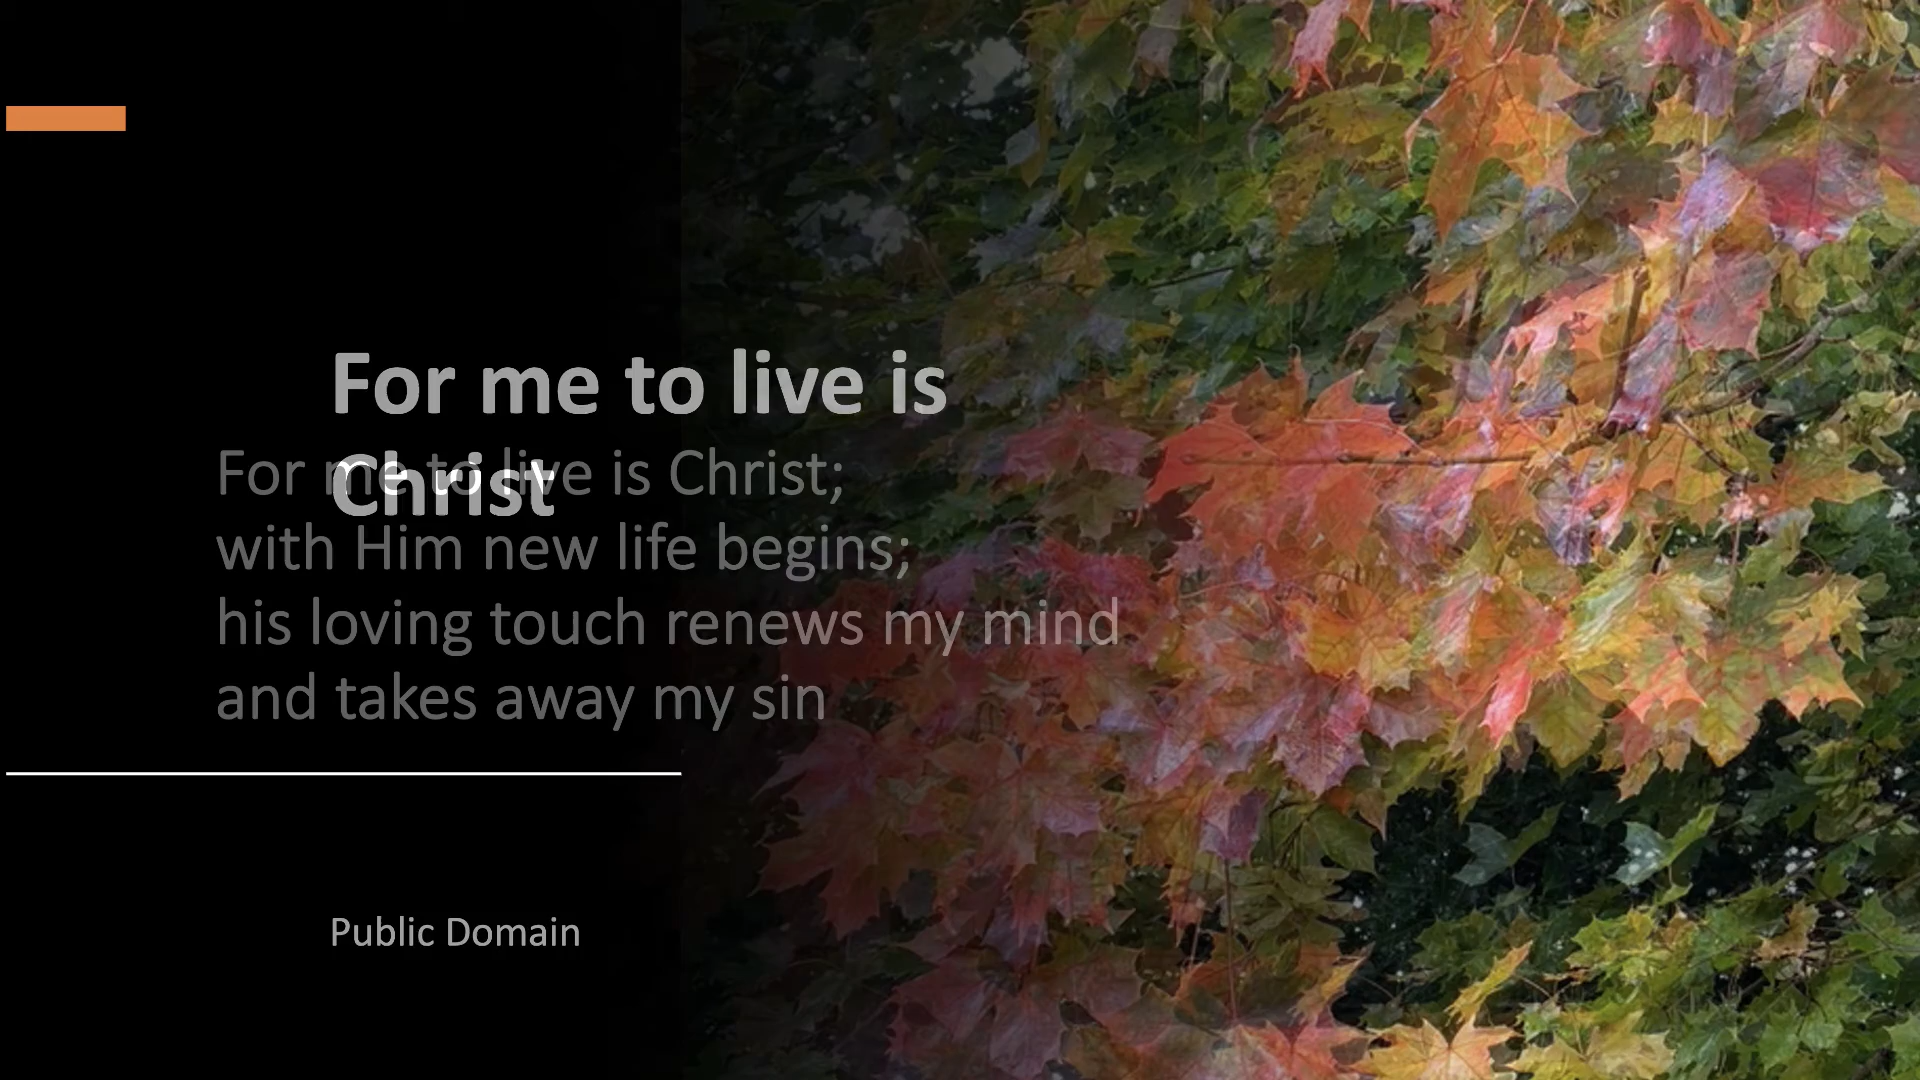 For me to live is
Christ
For me to live is Christ;
with Him new life begins;
his loving touch renews my mind
and takes away my sin
Public Domain